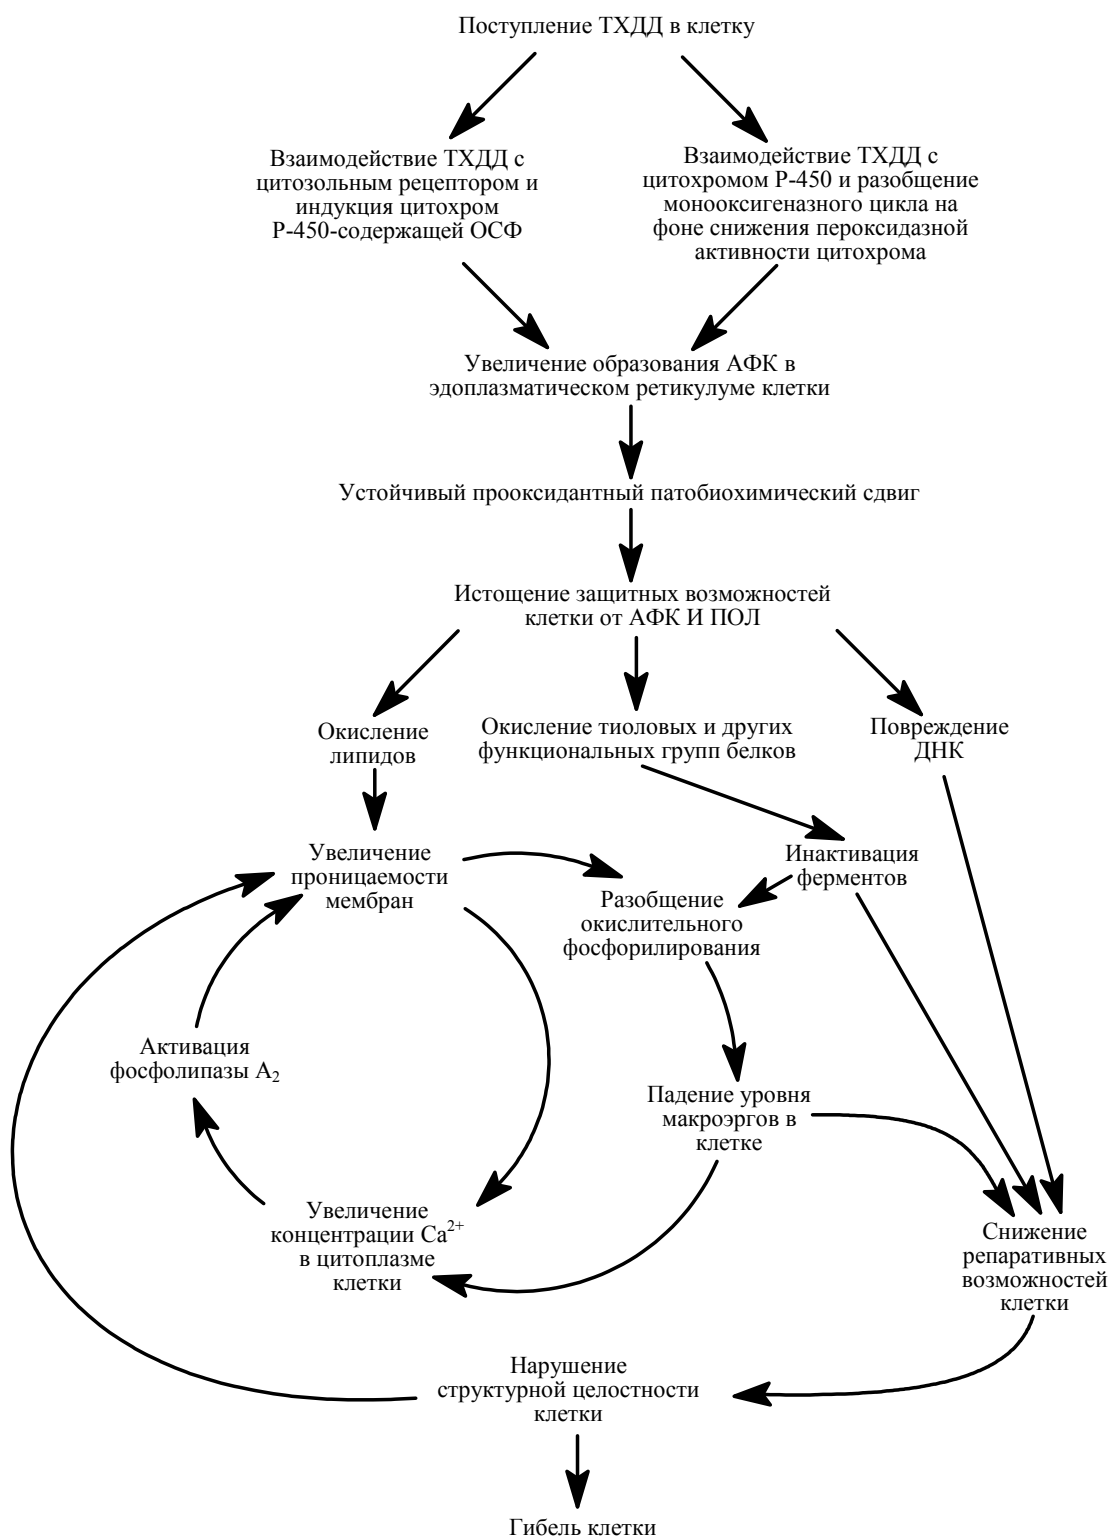 Поступление ТХДД в клетку
Взаимодействие ТХДД с
цитозольным рецептором и
индукция цитохром
Р-450-содержащей ОСФ
Взаимодействие ТХДД с
цитохромом Р-450 и разобщение
монооксигеназного цикла на
фоне снижения пероксидазной
активности цитохрома
Увеличение образования АФК в
эдоплазматическом ретикулуме клетки
Устойчивый прооксидантный патобиохимический сдвиг
Истощение защитных возможностей
клетки от АФК И ПОЛ
Окисление
липидов
Окисление тиоловых и других
функциональных групп белков
Повреждение
ДНК
Увеличение
проницаемости
мембран
Инактивация
ферментов
Разобщение
окислительного
фосфорилирования
Активация
фосфолипазы А₂
Падение уровня
макроэргов в
клетке
Увеличение
концентрации Ca²⁺
в цитоплазме
клетки
Снижение
репаративных
возможностей
клетки
Нарушение
структурной целостности
клетки
Гибель клетки